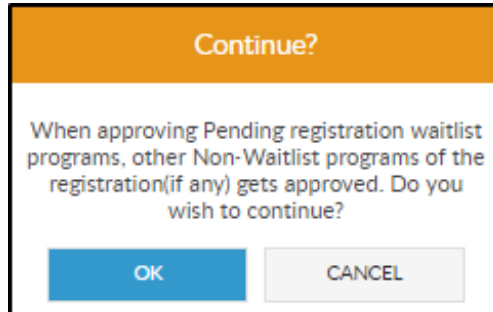 Continue?
When approving Pending registration waitlist
programs, other Non-Waitlist programs of the
registration(if any) gets approved. Do you
wish to continue?
OK
CANCEL